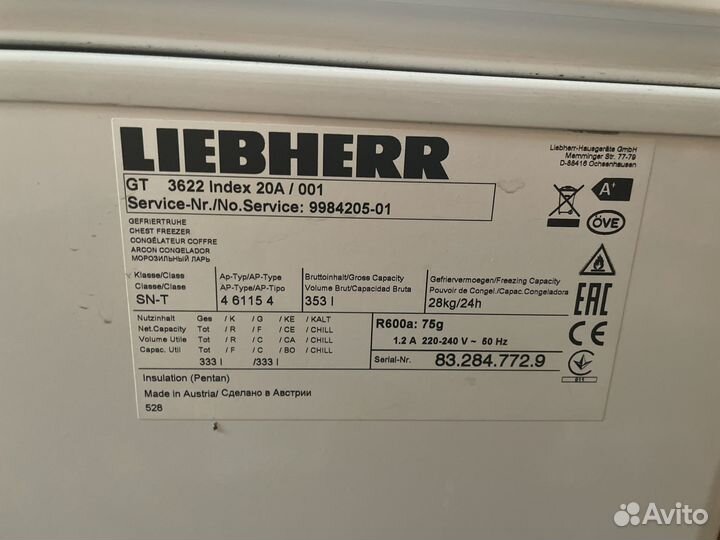 LIEBHERR
Liebherr-Hausgeräte GmbH
Memminger Str. 77-79
D-88416 Ochsenhausen
GT 3622 Index 20A / 001
Service-Nr./No.Service: 9984205-01
A+
ÖVE
GEFRIERTRUHE
CHEST FREEZER
CONGÉLATEUR COFFRE
ARCON CONGELADOR
МОРОЗИЛЬНЫЙ ЛАРЬ
Klasse/Class Ap-Typ/AP-Type Bruttoinhalt/Gross Capacity Gefriervermoegen/Freezing Capacity
Classe/Clase AP-Type/AP-Tipo Volume Brut/Capacidad Bruta Pouvoir de Congel./Capac.Congeladora
SN-T 4 6115 4 353 l 28kg/24h
EAC
CE
Nutzinhalt Ges / K / G / KE / KALT
Net.Capacity Tot / R / F / CE / CHILL
Volume Utile Tot / R / C / CA / CHILL
Capac. Util Tot / F / C / BO / CHILL
333 l /333 l
R600a: 75g
1.2 A 220-240 V ~ 50 Hz
Serial-Nr. 83.284.772.9
Insulation (Pentan)
Made in Austria/ Сделано в Австрии
528
Avito